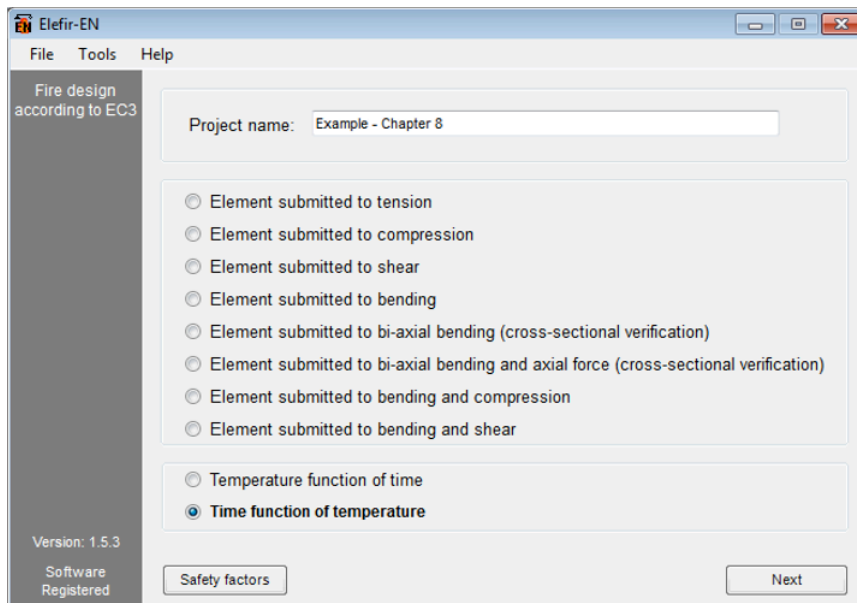 Elefir-EN
File Tools Help
Fire design
according to EC3
Project name: Example - Chapter 8
Element submitted to tension
Element submitted to compression
Element submitted to shear
Element submitted to bending
Element submitted to bi-axial bending (cross-sectional verification)
Element submitted to bi-axial bending and axial force (cross-sectional verification)
Element submitted to bending and compression
Element submitted to bending and shear
Temperature function of time
Time function of temperature
Version: 1.5.3
Software
Registered
Safety factors
Next